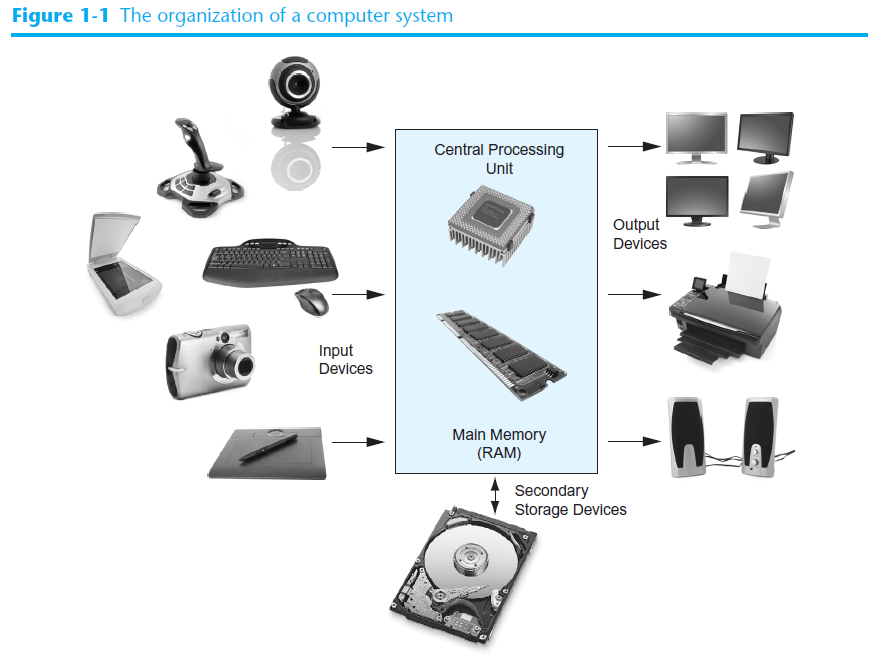 Figure 1-1 The organization of a computer system
Central Processing
Unit
Output
Devices
Input
Devices
Main Memory
(RAM)
Secondary
Storage Devices